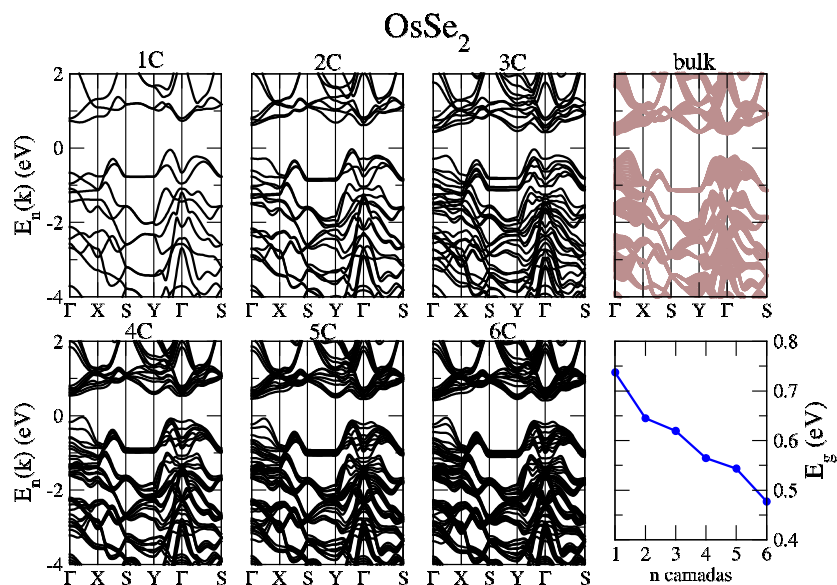 OsSe2
1C 2C 3C bulk
2
0
-2
-4
En(k) (eV)
Γ X S Y Γ S
Γ X S Y Γ S
Γ X S Y Γ S
Γ X S Y Γ S
4C 5C 6C
2
0
-2
-4
En(k) (eV)
Γ X S Y Γ S
Γ X S Y Γ S
Γ X S Y Γ S
0.8
0.7
0.6
0.5
0.4
Ego (eV)
1 2 3 4 5 6
n camadas